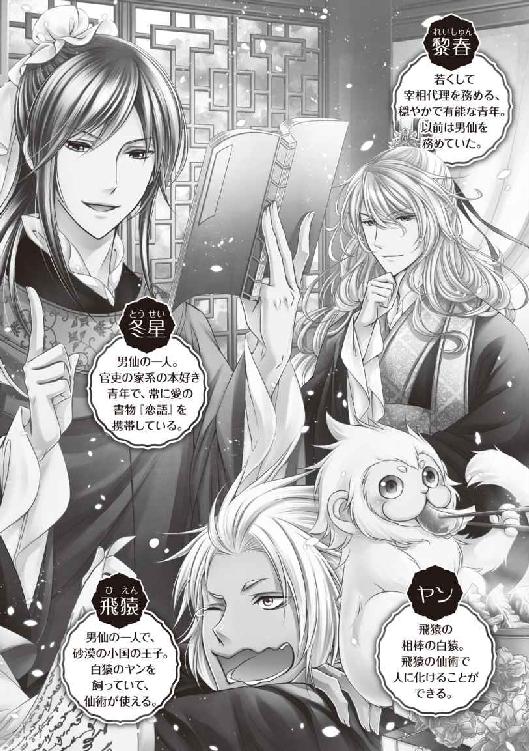 れいしゅん
黎春
若くして
宰相代理を務める、
穏やかで有能な青年。
以前は男仙を
務めていた。
とうせい
冬星
男仙の一人。
官吏の家系の本好き
青年で、常に愛の
書物『恋語』を
携帯している。
ひえん
飛猿
男仙の一人で、
砂漠の小国の王子。
白猿のヤンを
飼っていて、
仙術が使える。
ヤン
飛猿の
相棒の白猿。
飛猿の仙術で
人に化けることが
できる。